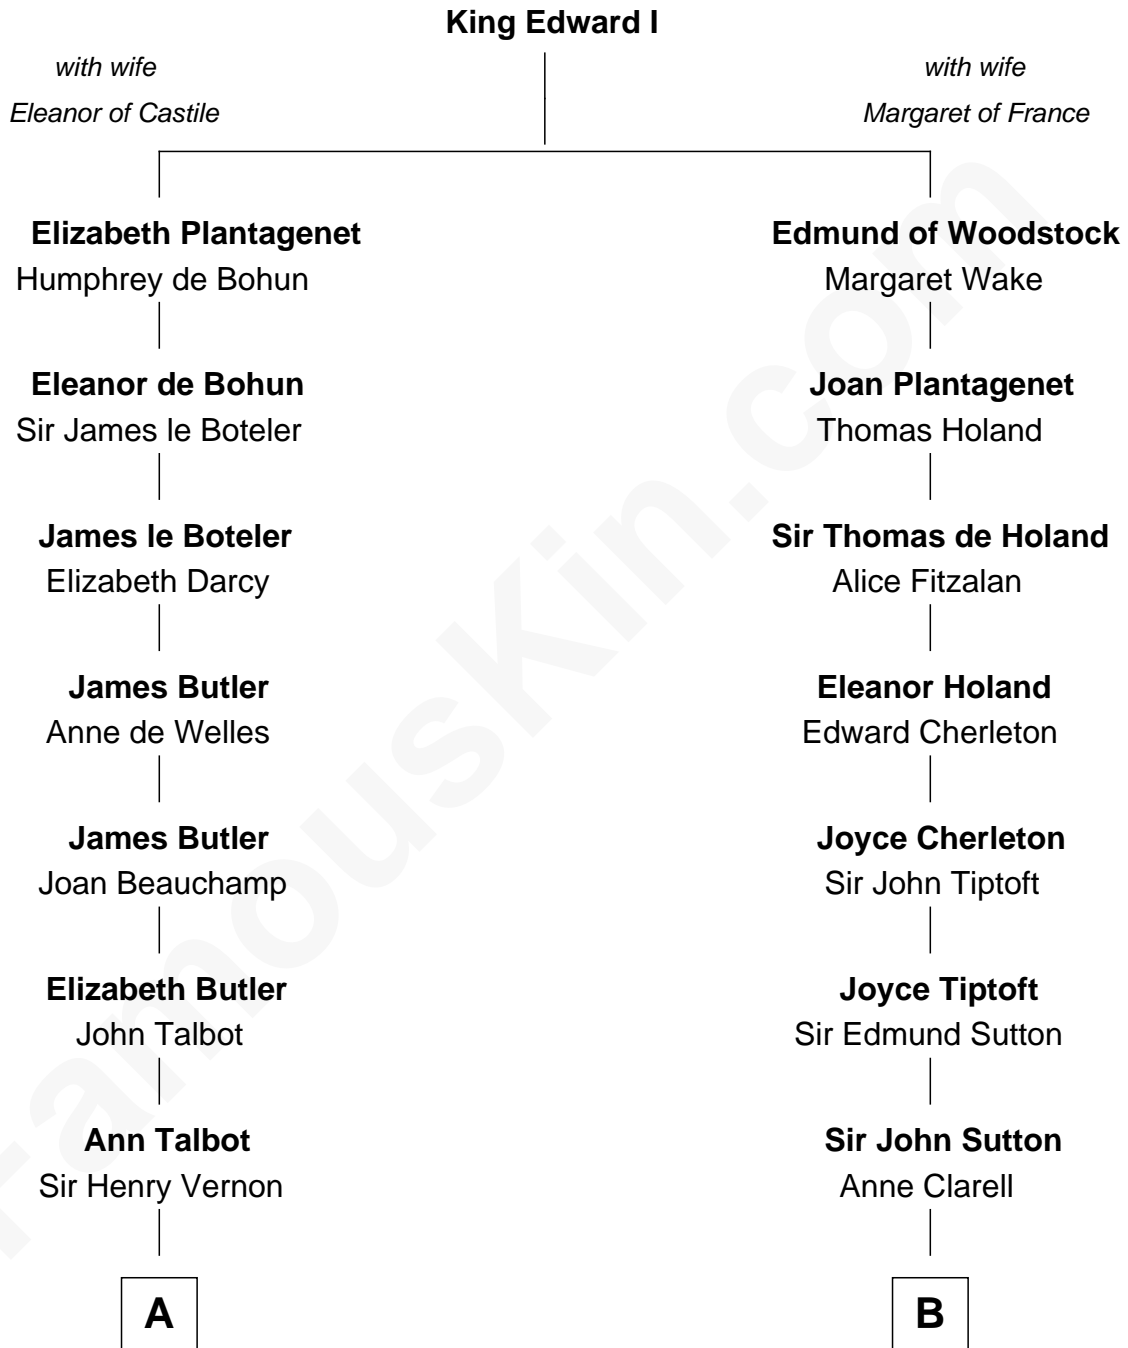 King Edward I
with wife
Eleanor of Castile
with wife
Margaret of France
Elizabeth Plantagenet
Humphrey de Bohun
Edmund of Woodstock
Margaret Wake
Eleanor de Bohun
Sir James le Boteler
Joan Plantagenet
Thomas Holand
James le Boteler
Elizabeth Darcy
Sir Thomas de Holand
Alice Fitzalan
James Butler
Anne de Welles
Eleanor Holand
Edward Cherleton
James Butler
Joan Beauchamp
Joyce Cherleton
Sir John Tiptoft
Elizabeth Butler
John Talbot
Joyce Tiptoft
Sir Edmund Sutton
Ann Talbot
Sir Henry Vernon
Sir John Sutton
Anne Clarell
A
B
FamousKin.com